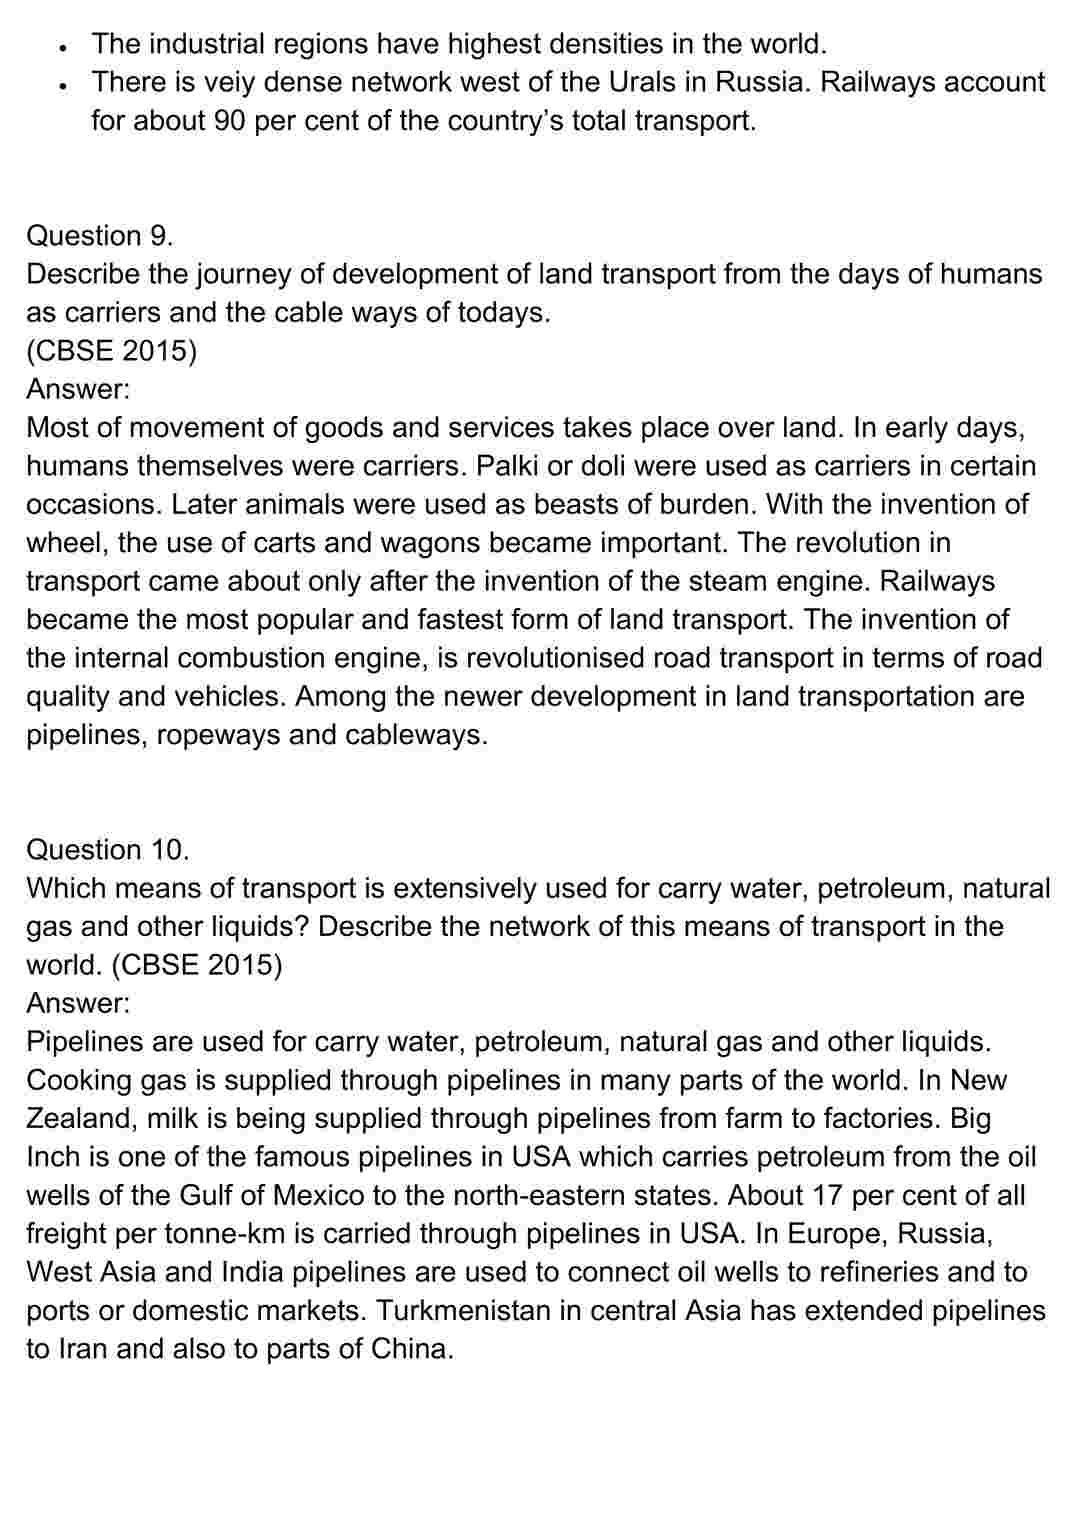 • The industrial regions have highest densities in the world.
• There is veiy dense network west of the Urals in Russia. Railways account
for about 90 per cent of the country’s total transport.
Question 9.
Describe the journey of development of land transport from the days of humans
as carriers and the cable ways of todays.
(CBSE 2015)
Answer:
Most of movement of goods and services takes place over land. In early days,
humans themselves were carriers. Palki or doli were used as carriers in certain
occasions. Later animals were used as beasts of burden. With the invention of
wheel, the use of carts and wagons became important. The revolution in
transport came about only after the invention of the steam engine. Railways
became the most popular and fastest form of land transport. The invention of
the internal combustion engine, is revolutionised road transport in terms of road
quality and vehicles. Among the newer development in land transportation are
pipelines, ropeways and cableways.
Question 10.
Which means of transport is extensively used for carry water, petroleum, natural
gas and other liquids? Describe the network of this means of transport in the
world. (CBSE 2015)
Answer:
Pipelines are used for carry water, petroleum, natural gas and other liquids.
Cooking gas is supplied through pipelines in many parts of the world. In New
Zealand, milk is being supplied through pipelines from farm to factories. Big
Inch is one of the famous pipelines in USA which carries petroleum from the oil
wells of the Gulf of Mexico to the north-eastern states. About 17 per cent of all
freight per tonne-km is carried through pipelines in USA. In Europe, Russia,
West Asia and India pipelines are used to connect oil wells to refineries and to
ports or domestic markets. Turkmenistan in central Asia has extended pipelines
to Iran and also to parts of China.